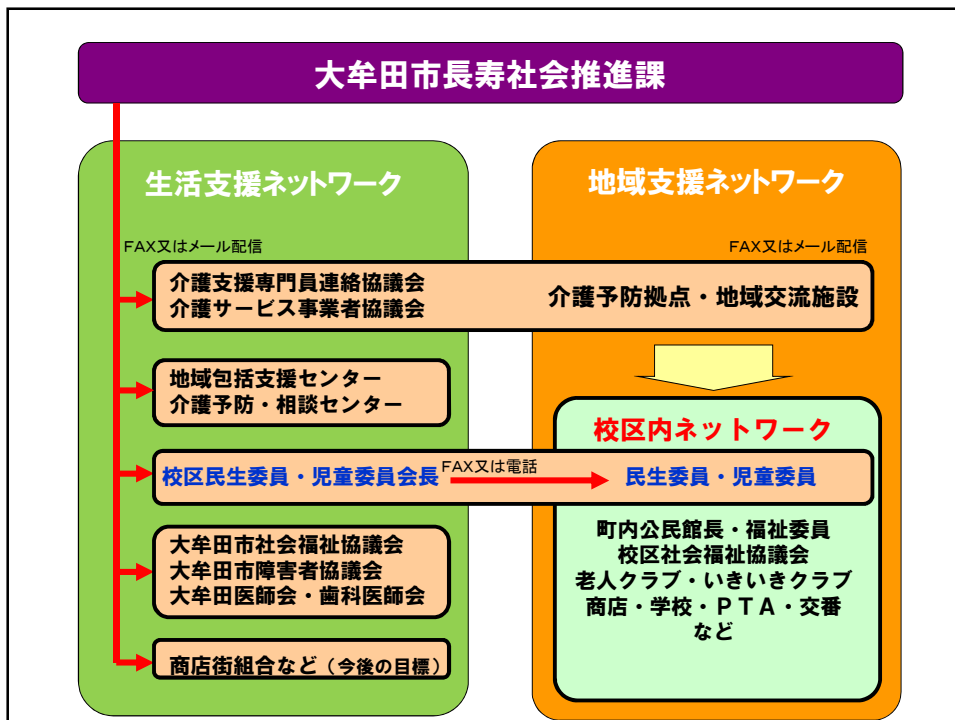 大牟田市長寿社会推進課
生活支援ネットワーク
FAX又はメール配信
介護支援専門員連絡協議会
介護サービス事業者協議会
地域包括支援センター
介護予防・相談センター
校区民生委員・児童委員会長
FAX又は電話
大牟田市社会福祉協議会
大牟田市障害者協議会
大牟田医師会・歯科医師会
商店街組合など（今後の目標）
地域支援ネットワーク
FAX又はメール配信
介護予防拠点・地域交流施設
校区内ネットワーク
民生委員・児童委員
町内公民館長・福祉委員
校区社会福祉協議会
老人クラブ・いきいきクラブ
商店・学校・ＰＴＡ・交番
など